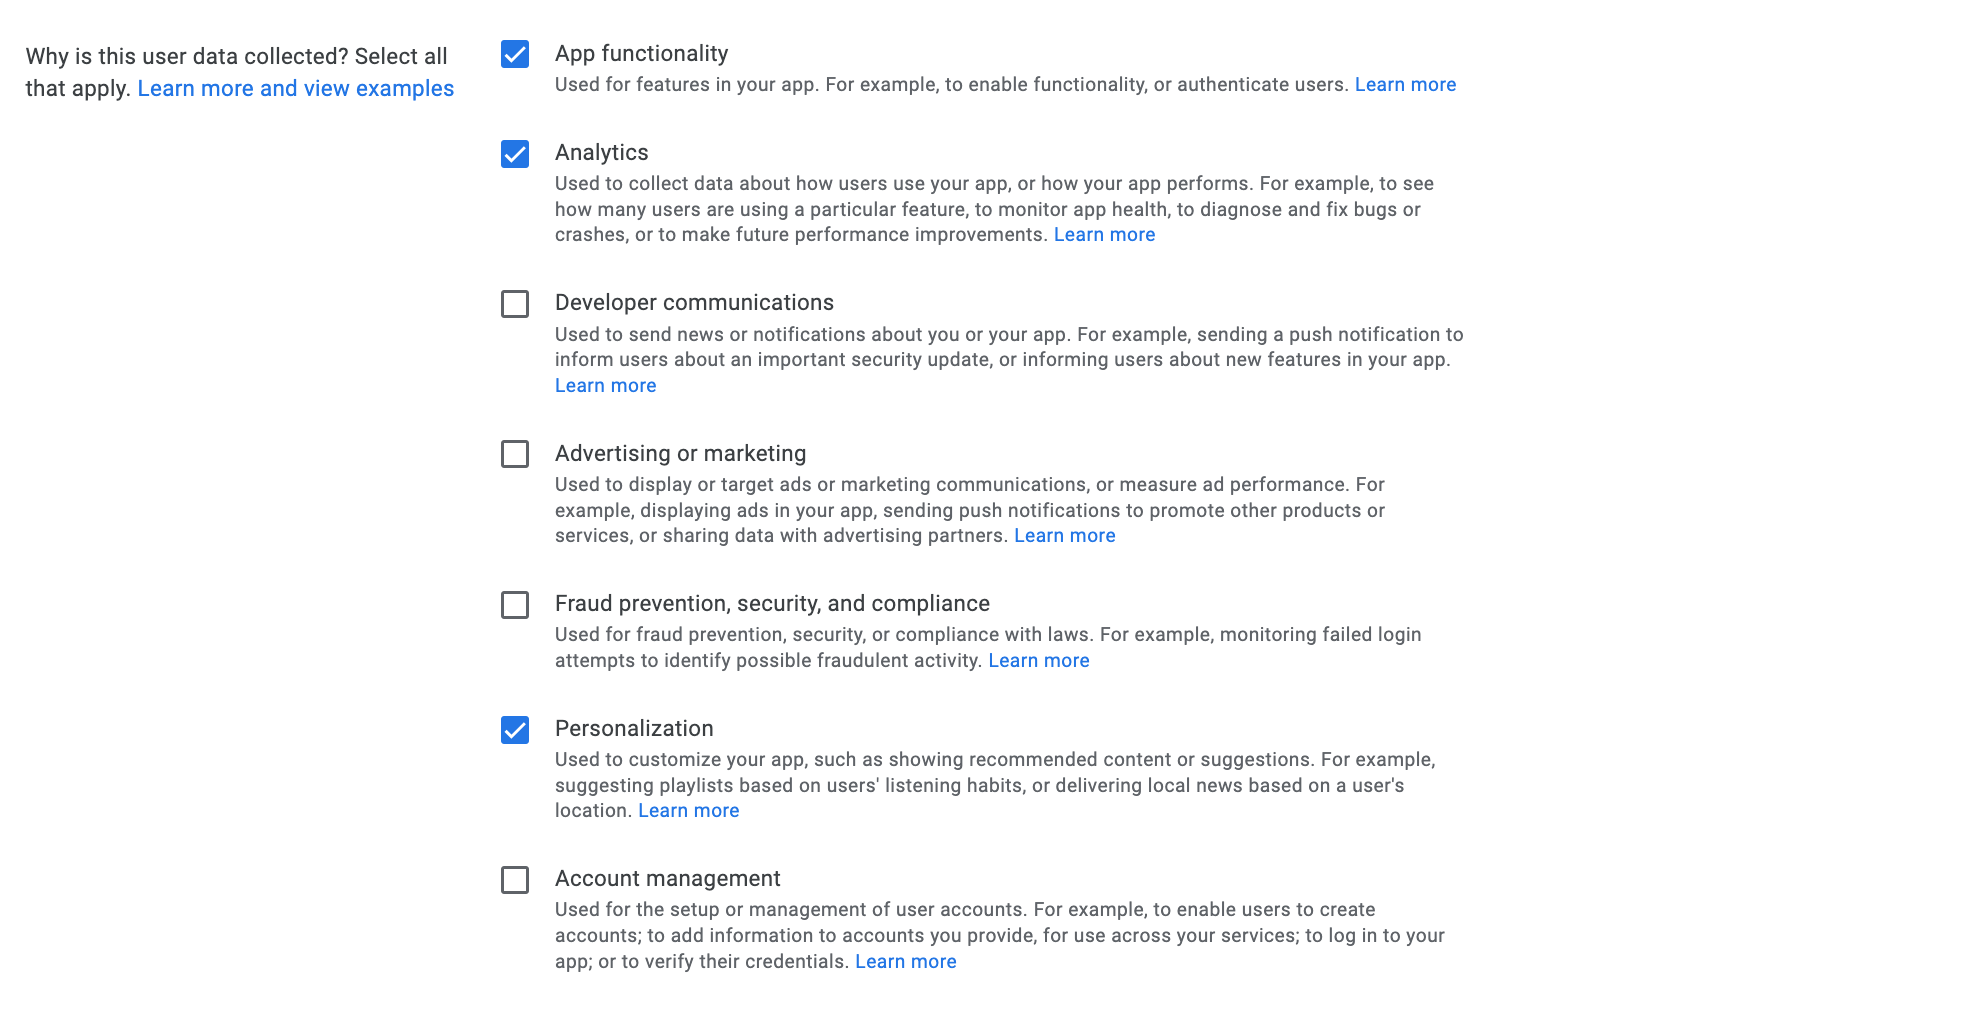 Why is this user data collected? Select all
that apply. Learn more and view examples
App functionality
Used for features in your app. For example, to enable functionality, or authenticate users. Learn more
Analytics
Used to collect data about how users use your app, or how your app performs. For example, to see
how many users are using a particular feature, to monitor app health, to diagnose and fix bugs or
crashes, or to make future performance improvements. Learn more
Developer communications
Used to send news or notifications about you or your app. For example, sending a push notification to
inform users about an important security update, or informing users about new features in your app.
Learn more
Advertising or marketing
Used to display or target ads or marketing communications, or measure ad performance. For
example, displaying ads in your app, sending push notifications to promote other products or
services, or sharing data with advertising partners. Learn more
Fraud prevention, security, and compliance
Used for fraud prevention, security, or compliance with laws. For example, monitoring failed login
attempts to identify possible fraudulent activity. Learn more
Personalization
Used to customize your app, such as showing recommended content or suggestions. For example,
suggesting playlists based on users' listening habits, or delivering local news based on a user's
location. Learn more
Account management
Used for the setup or management of user accounts. For example, to enable users to create
accounts; to add information to accounts you provide, for use across your services; to log in to your
app; or to verify their credentials. Learn more